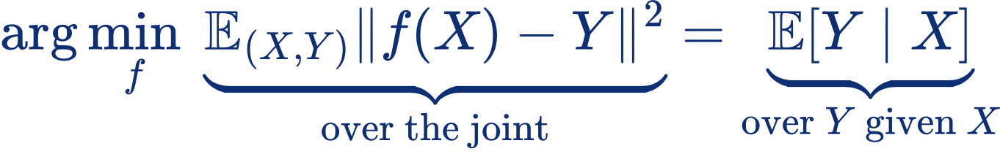 arg min_f 𝔼_(X,Y) ‖f(X) − Y‖² = 𝔼[Y | X]
over the joint
over Y given X